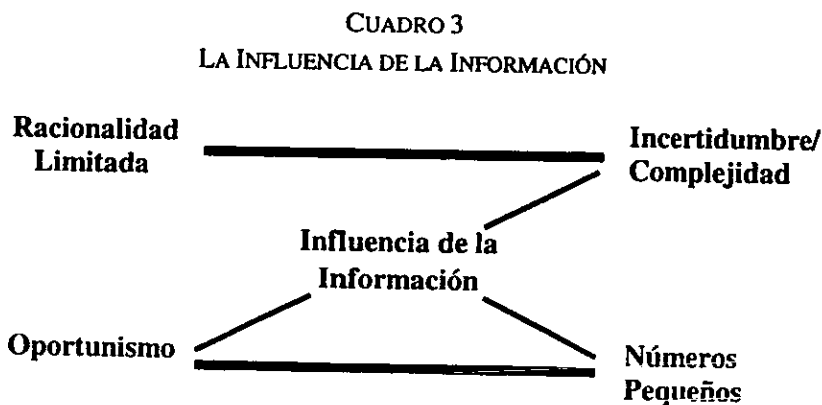 CUADRO 3
LA INFLUENCIA DE LA INFORMACIÓN
Racionalidad
Limitada
Incertidumbre/
Complejidad
Influencia de la
Información
Oportunismo
Números
Pequeños